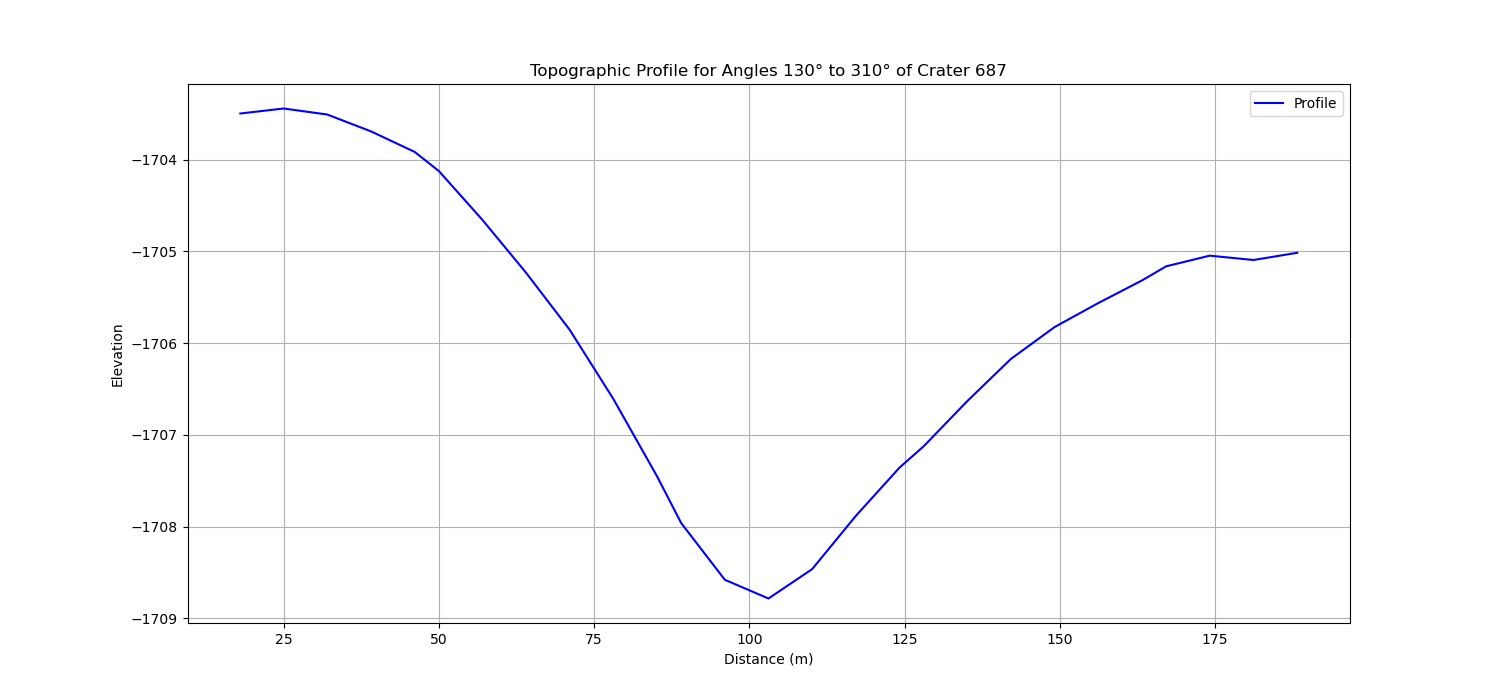 Topographic Profile for Angles 130° to 310° of Crater 687
Profile
−1704
−1705
−1706
−1707
−1708
−1709
Elevation
25 50 75 100 125 150 175
Distance (m)